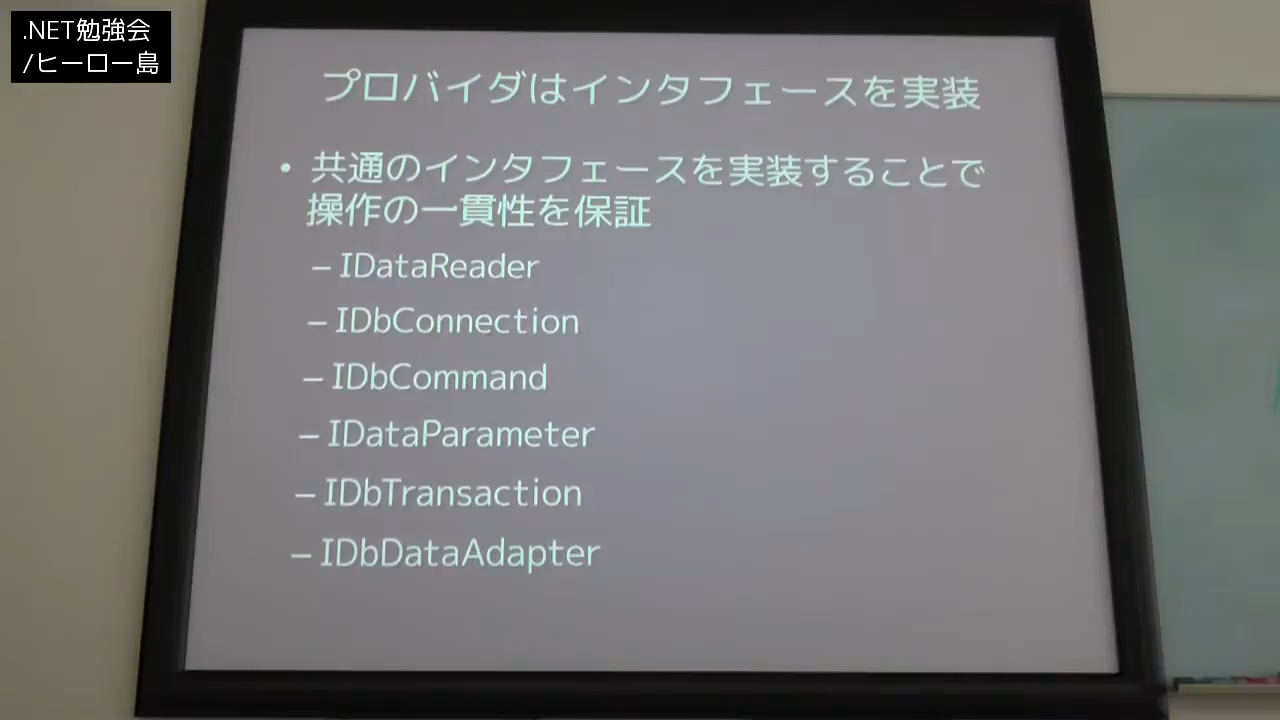 .NET勉強会
/ヒーロー島
プロバイダはインタフェースを実装
• 共通のインタフェースを実装することで
操作の一貫性を保証
– IDataReader
– IDbConnection
– IDbCommand
– IDataParameter
– IDbTransaction
– IDbDataAdapter